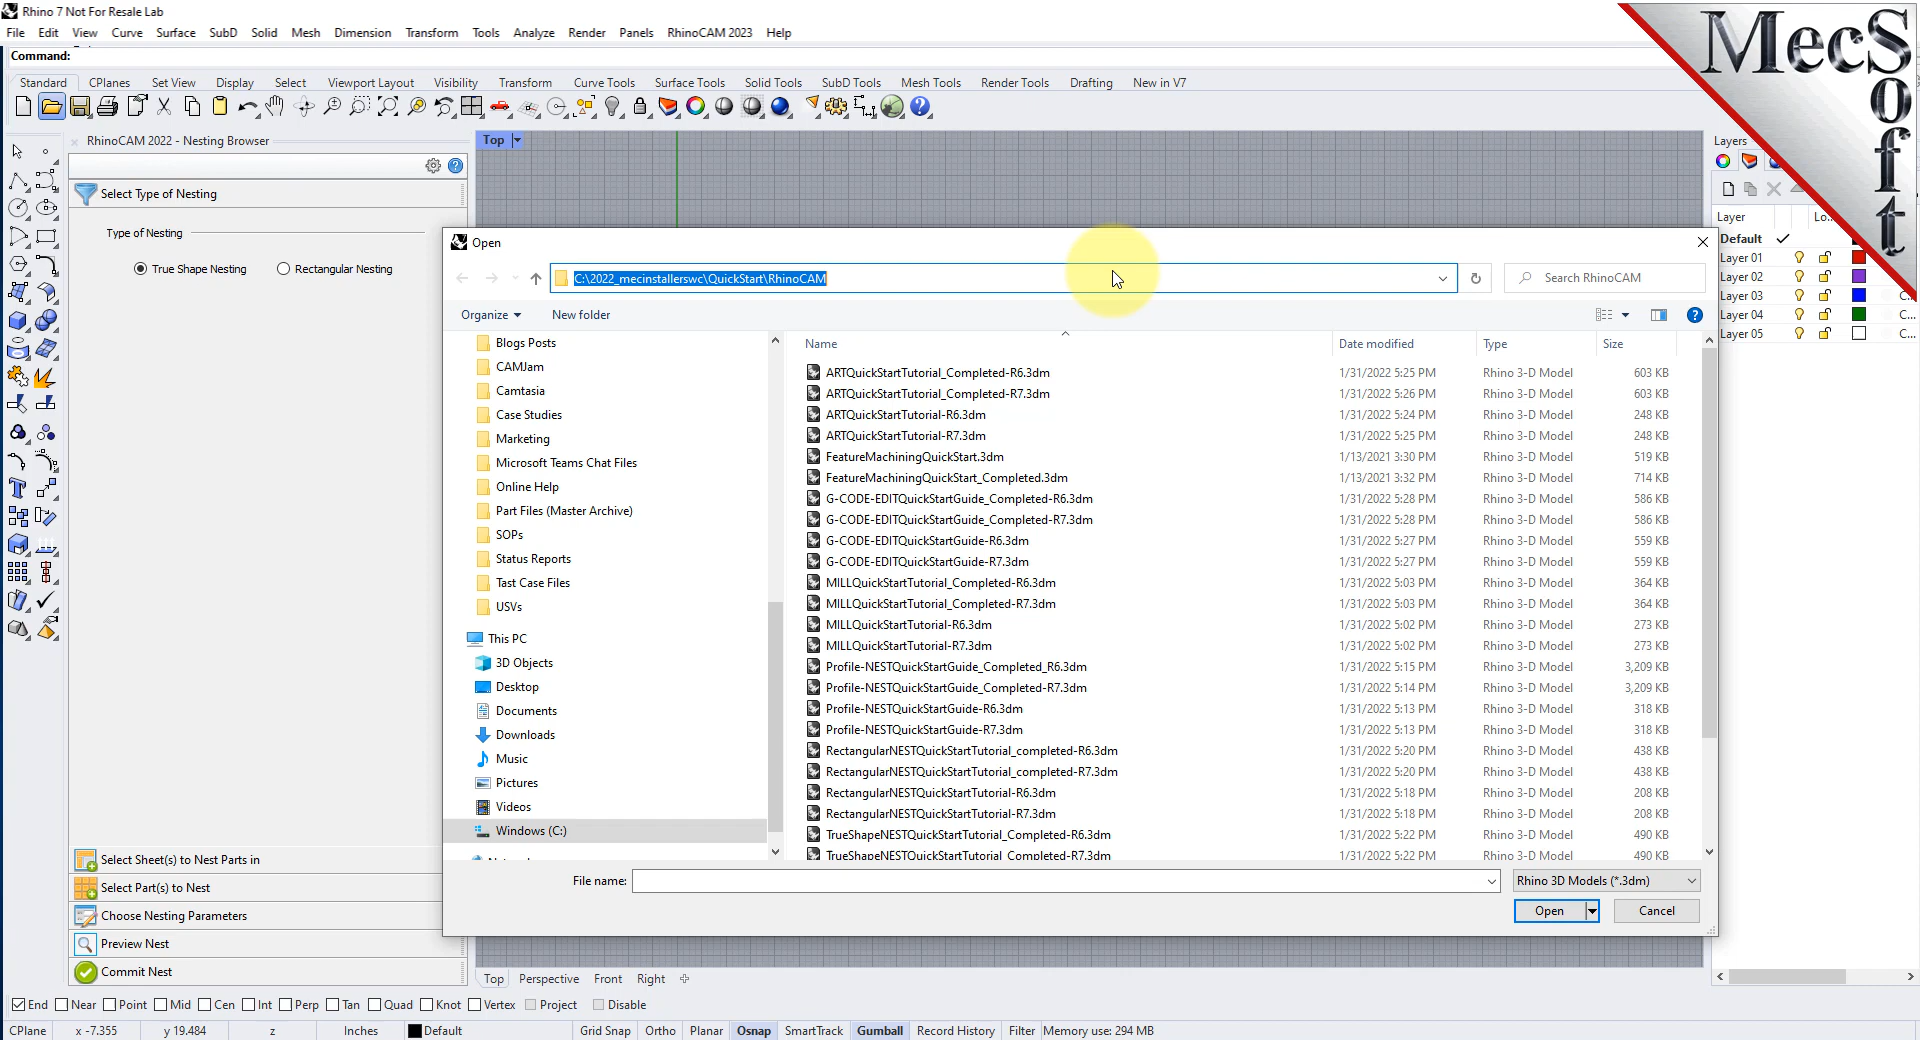 Rhino 7 Not For Resale Lab
File Edit View Curve Surface SubD Solid Mesh Dimension Transform Tools Analyze Render Panels RhinoCAM 2023 Help
MecSoft
Command:
Standard CPlanes Set View Display Select Viewport Layout Visibility Transform Curve Tools Surface Tools Solid Tools SubD Tools Mesh Tools Render Tools Drafting New in V7
RhinoCAM 2022 - Nesting Browser
Select Type of Nesting
Type of Nesting
True Shape Nesting Rectangular Nesting
Select Sheet(s) to Nest Parts in
Select Part(s) to Nest
Choose Nesting Parameters
Preview Nest
Commit Nest
Top
Open
C:\2022_mecinstallerswc\QuickStart\RhinoCAM
Search RhinoCAM
Organize New folder
Blogs Posts
CAMJam
Camtasia
Case Studies
Marketing
Microsoft Teams Chat Files
Online Help
Part Files (Master Archive)
SOPs
Status Reports
Tast Case Files
USVs
This PC
3D Objects
Desktop
Documents
Downloads
Music
Pictures
Videos
Windows (C:)
Name Date modified Type Size
ARTQuickStartTutorial_Completed-R6.3dm 1/31/2022 5:25 PM Rhino 3-D Model 603 KB
ARTQuickStartTutorial_Completed-R7.3dm 1/31/2022 5:26 PM Rhino 3-D Model 603 KB
ARTQuickStartTutorial-R6.3dm 1/31/2022 5:24 PM Rhino 3-D Model 248 KB
ARTQuickStartTutorial-R7.3dm 1/31/2022 5:25 PM Rhino 3-D Model 248 KB
FeatureMachiningQuickStart.3dm 1/13/2021 3:30 PM Rhino 3-D Model 519 KB
FeatureMachiningQuickStart_Completed.3dm 1/13/2021 3:32 PM Rhino 3-D Model 714 KB
G-CODE-EDITQuickStartGuide_Completed-R6.3dm 1/31/2022 5:28 PM Rhino 3-D Model 586 KB
G-CODE-EDITQuickStartGuide_Completed-R7.3dm 1/31/2022 5:28 PM Rhino 3-D Model 586 KB
G-CODE-EDITQuickStartGuide-R6.3dm 1/31/2022 5:27 PM Rhino 3-D Model 559 KB
G-CODE-EDITQuickStartGuide-R7.3dm 1/31/2022 5:27 PM Rhino 3-D Model 559 KB
MILLQuickStartTutorial_Completed-R6.3dm 1/31/2022 5:03 PM Rhino 3-D Model 364 KB
MILLQuickStartTutorial_Completed-R7.3dm 1/31/2022 5:03 PM Rhino 3-D Model 364 KB
MILLQuickStartTutorial-R6.3dm 1/31/2022 5:02 PM Rhino 3-D Model 273 KB
MILLQuickStartTutorial-R7.3dm 1/31/2022 5:02 PM Rhino 3-D Model 273 KB
Profile-NESTQuickStartGuide_Completed_R6.3dm 1/31/2022 5:15 PM Rhino 3-D Model 3,209 KB
Profile-NESTQuickStartGuide_Completed-R7.3dm 1/31/2022 5:14 PM Rhino 3-D Model 3,209 KB
Profile-NESTQuickStartGuide-R6.3dm 1/31/2022 5:13 PM Rhino 3-D Model 318 KB
Profile-NESTQuickStartGuide-R7.3dm 1/31/2022 5:13 PM Rhino 3-D Model 318 KB
RectangularNESTQuickStartTutorial_completed-R6.3dm 1/31/2022 5:20 PM Rhino 3-D Model 438 KB
RectangularNESTQuickStartTutorial_completed-R7.3dm 1/31/2022 5:20 PM Rhino 3-D Model 438 KB
RectangularNESTQuickStartTutorial-R6.3dm 1/31/2022 5:18 PM Rhino 3-D Model 208 KB
RectangularNESTQuickStartTutorial-R7.3dm 1/31/2022 5:18 PM Rhino 3-D Model 208 KB
TrueShapeNESTQuickStartTutorial_Completed-R6.3dm 1/31/2022 5:22 PM Rhino 3-D Model 490 KB
TrueShapeNESTQuickStartTutorial_Completed-R7.3dm 1/31/2022 5:22 PM Rhino 3-D Model 490 KB
File name: Rhino 3D Models (*.3dm)
Open Cancel
Layers
Layer Lo...
Default
Layer 01
Layer 02
Layer 03 C...
Layer 04 C...
Layer 05 C...
Top Perspective Front Right
End Near Point Mid Cen Int Perp Tan Quad Knot Vertex Project Disable
CPlane x -7.355 y 19.484 z Inches Default Grid Snap Ortho Planar Osnap SmartTrack Gumball Record History Filter Memory use: 294 MB